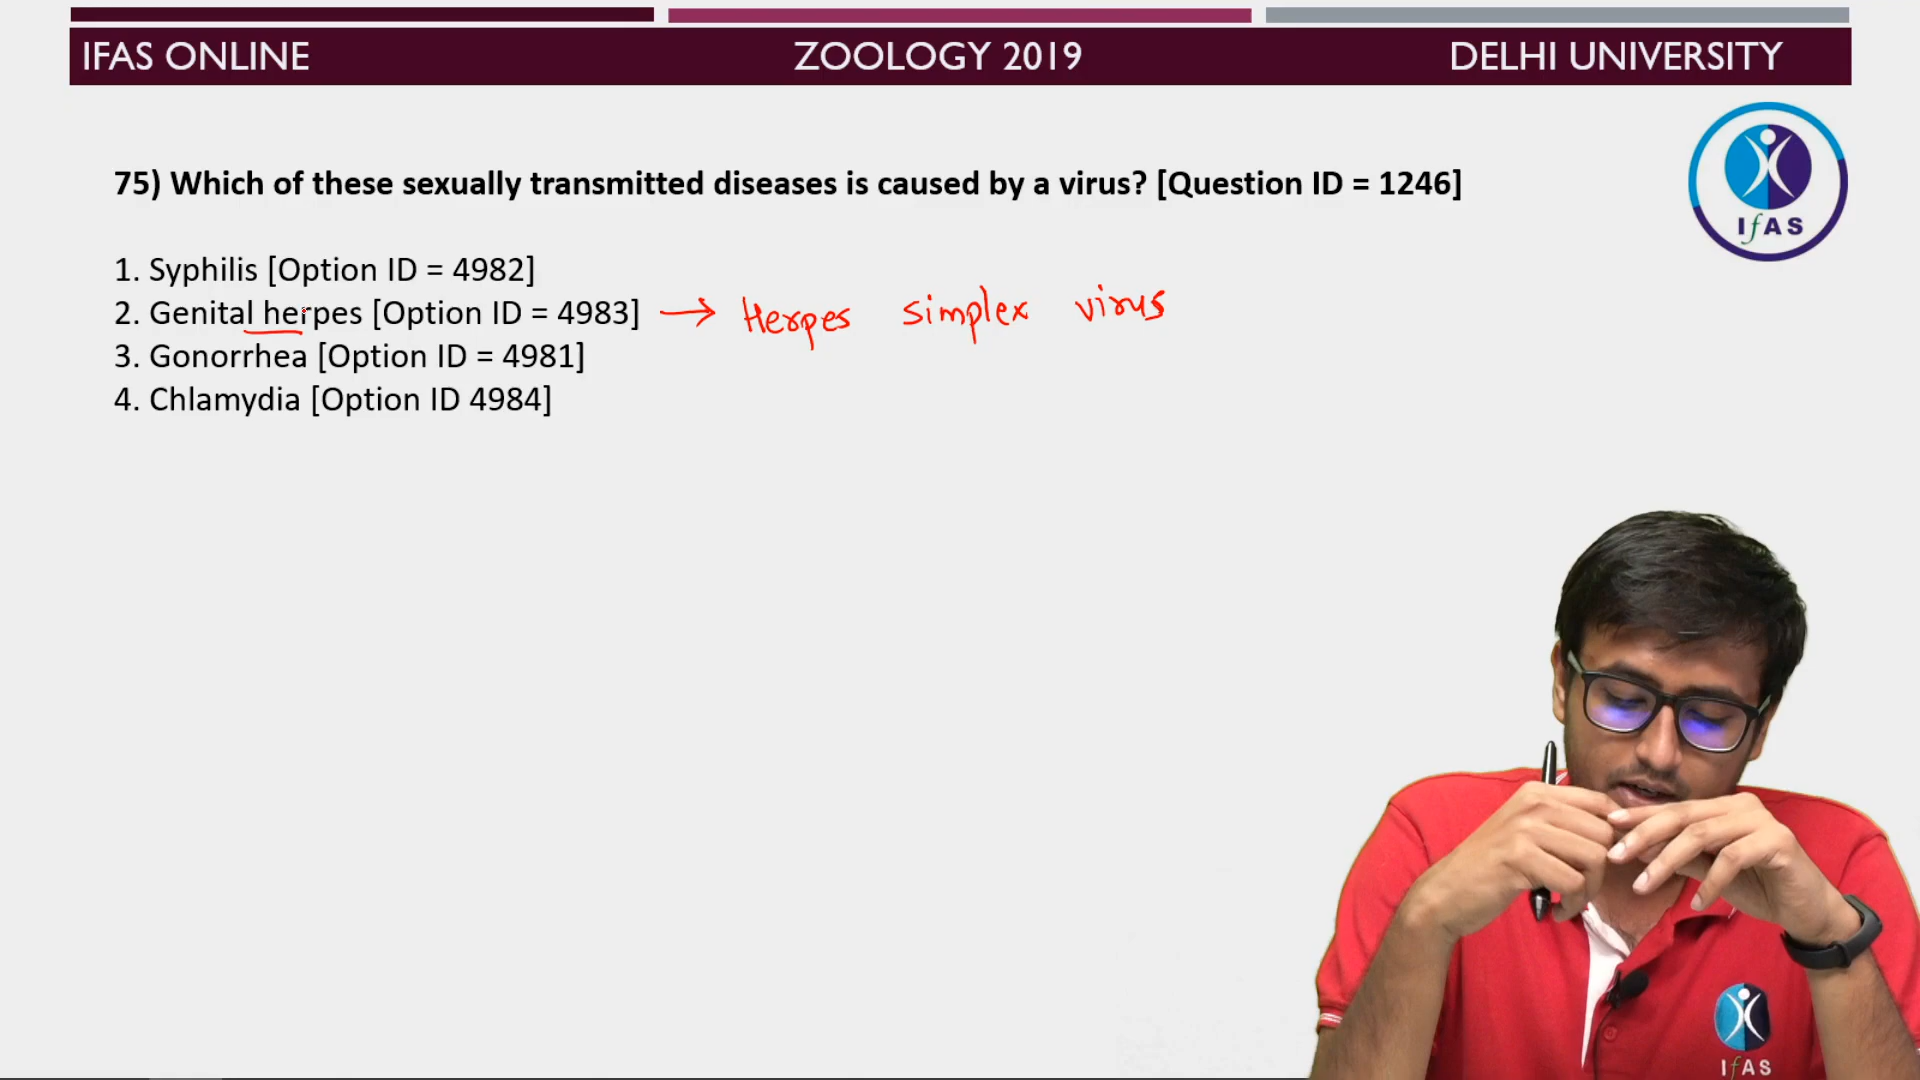 IFAS ONLINE ZOOLOGY 2019 DELHI UNIVERSITY
IfAS
75) Which of these sexually transmitted diseases is caused by a virus? [Question ID = 1246]
1. Syphilis [Option ID = 4982]
2. Genital herpes [Option ID = 4983] → Herpes simplex virus
3. Gonorrhea [Option ID = 4981]
4. Chlamydia [Option ID 4984]
IfAS